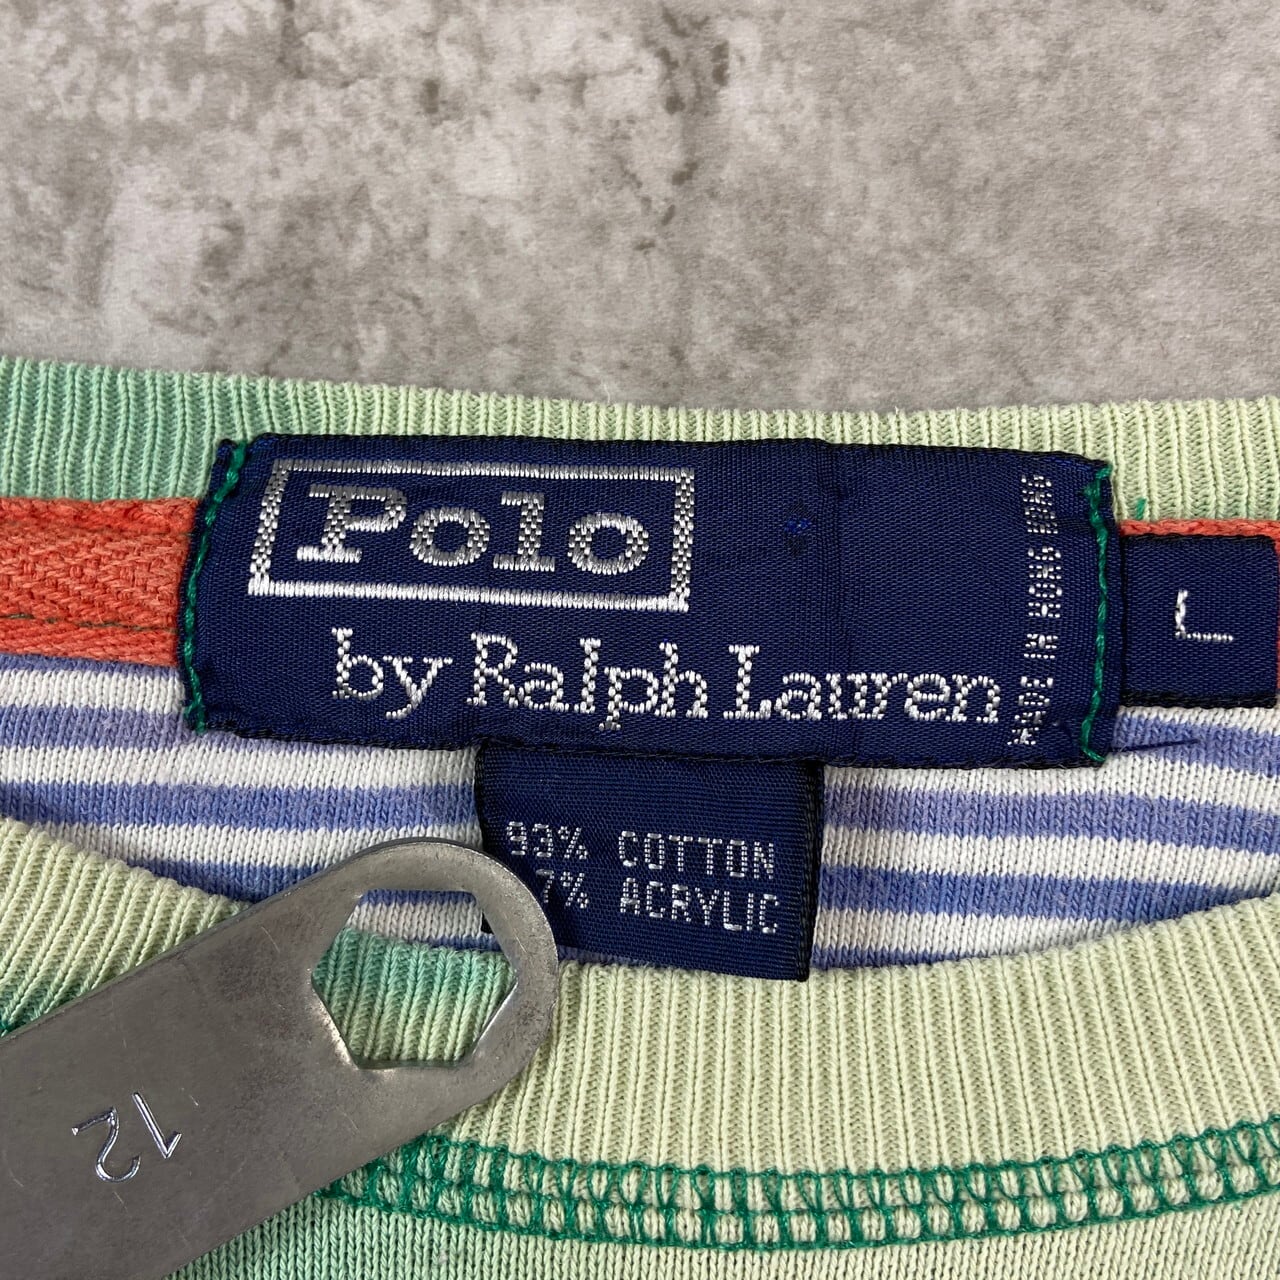 Polo
by Ralph Lauren
MADE IN HONG KONG
L
93% COTTON
7% ACRYLIC
12